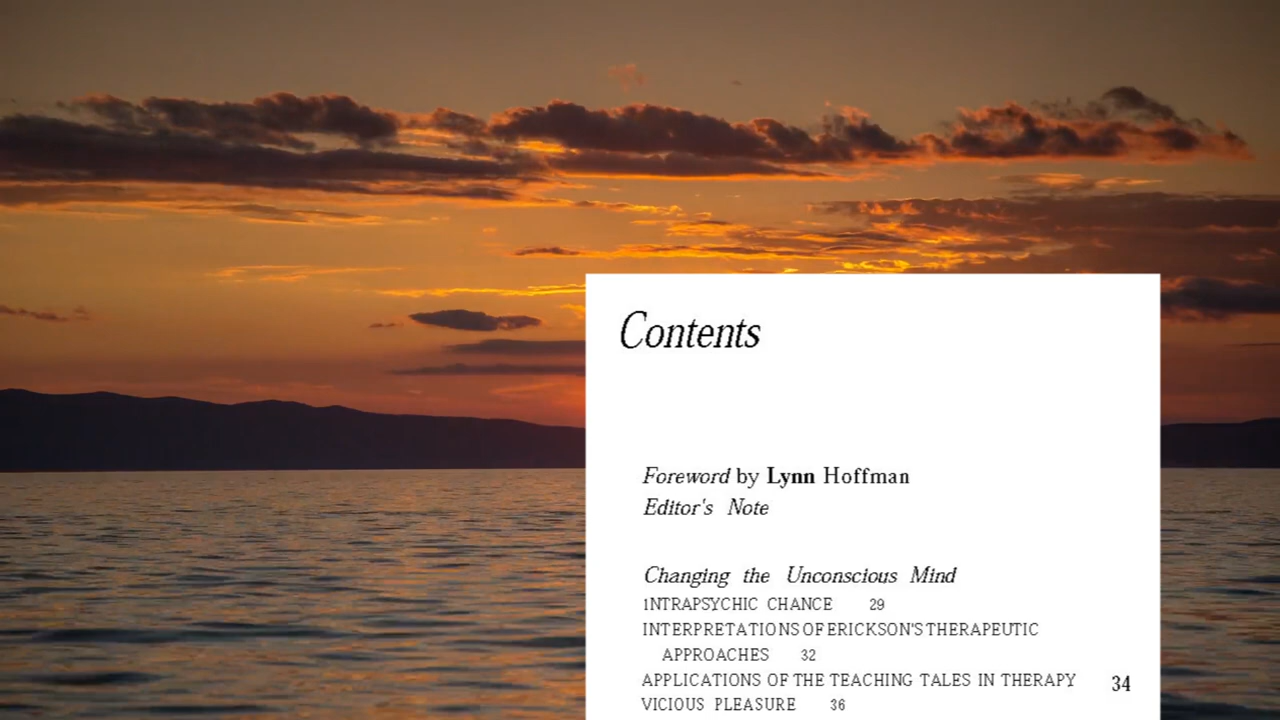 Contents
Foreword by Lynn Hoffman
Editor's Note
Changing the Unconscious Mind
1NTRAPSYCHIC CHANCE 29
INTERPRETATIONS OF ERICKSON'S THERAPEUTIC
APPROACHES 32
APPLICATIONS OF THE TEACHING TALES IN THERAPY 34
VICIOUS PLEASURE 36